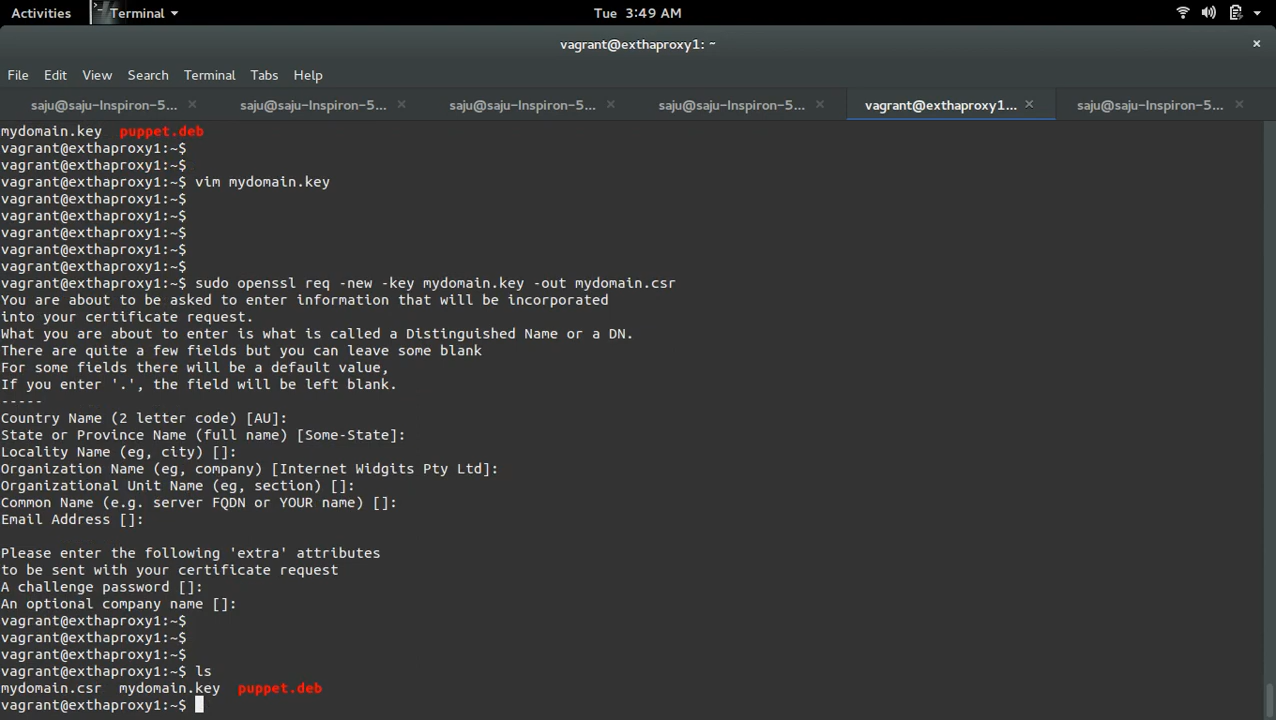 Activities Terminal Tue 3:49 AM
vagrant@exthaproxy1: ~ ×
File Edit View Search Terminal Tabs Help
saju@saju-Inspiron-5... × saju@saju-Inspiron-5... × saju@saju-Inspiron-5... × saju@saju-Inspiron-5... × vagrant@exthaproxy1... × saju@saju-Inspiron-5... ×
mydomain.key puppet.deb
vagrant@exthaproxy1:~$
vagrant@exthaproxy1:~$
vagrant@exthaproxy1:~$ vim mydomain.key
vagrant@exthaproxy1:~$
vagrant@exthaproxy1:~$
vagrant@exthaproxy1:~$
vagrant@exthaproxy1:~$
vagrant@exthaproxy1:~$
vagrant@exthaproxy1:~$ sudo openssl req -new -key mydomain.key -out mydomain.csr
You are about to be asked to enter information that will be incorporated
into your certificate request.
What you are about to enter is what is called a Distinguished Name or a DN.
There are quite a few fields but you can leave some blank
For some fields there will be a default value,
If you enter '.', the field will be left blank.
-----
Country Name (2 letter code) [AU]:
State or Province Name (full name) [Some-State]:
Locality Name (eg, city) []:
Organization Name (eg, company) [Internet Widgits Pty Ltd]:
Organizational Unit Name (eg, section) []:
Common Name (e.g. server FQDN or YOUR name) []:
Email Address []:

Please enter the following 'extra' attributes
to be sent with your certificate request
A challenge password []:
An optional company name []:
vagrant@exthaproxy1:~$
vagrant@exthaproxy1:~$
vagrant@exthaproxy1:~$
vagrant@exthaproxy1:~$ ls
mydomain.csr mydomain.key puppet.deb
vagrant@exthaproxy1:~$